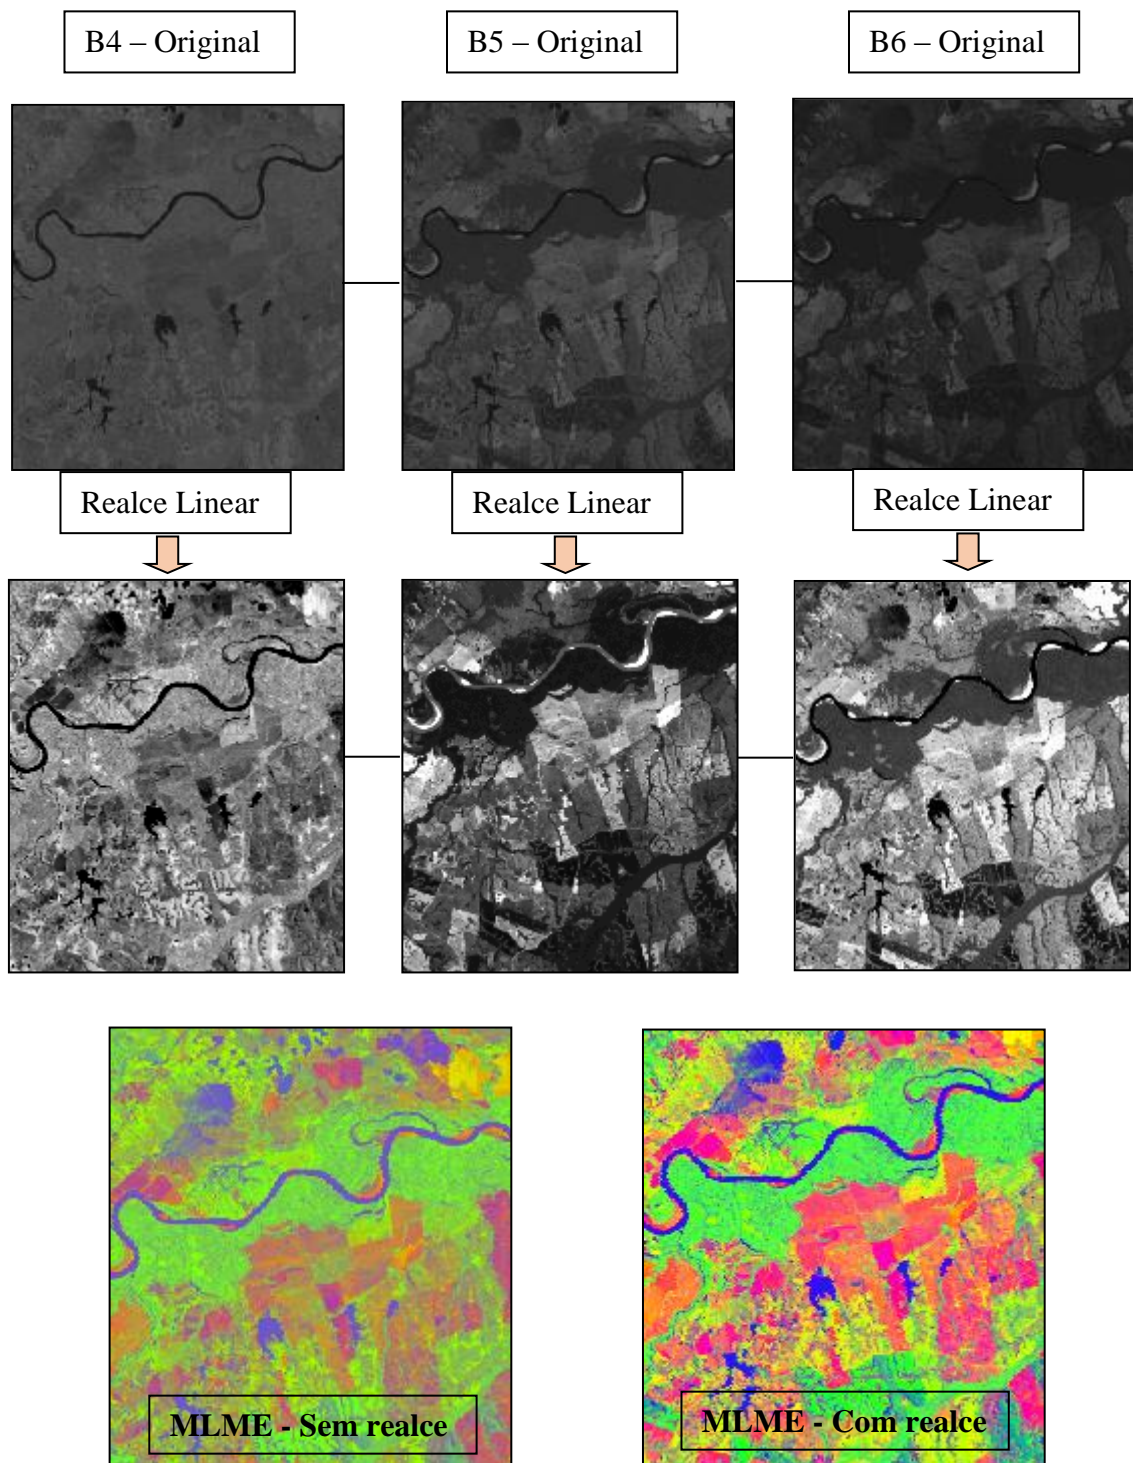 B4 – Original
B5 – Original
B6 – Original
Realce Linear
Realce Linear
Realce Linear
MLME - Sem realce
MLME - Com realce